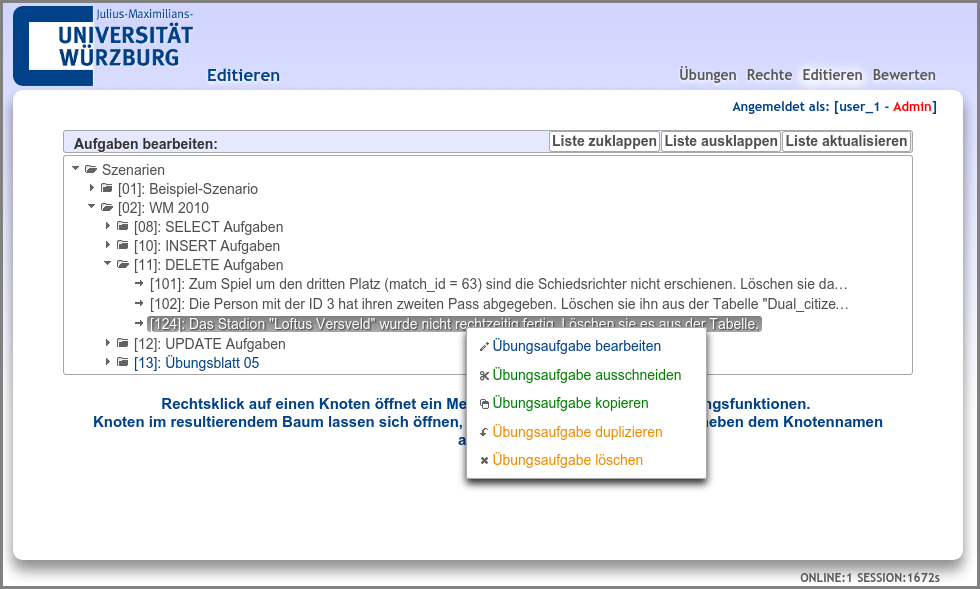 Julius-Maximilians-
UNIVERSITÄT
WÜRZBURG
Editieren
Übungen Rechte Editieren Bewerten
Angemeldet als: [user_1 - Admin]
Aufgaben bearbeiten:
Liste zuklappen Liste ausklappen Liste aktualisieren
Szenarien
[01]: Beispiel-Szenario
[02]: WM 2010
[08]: SELECT Aufgaben
[10]: INSERT Aufgaben
[11]: DELETE Aufgaben
[101]: Zum Spiel um den dritten Platz (match_id = 63) sind die Schiedsrichter nicht erschienen. Löschen sie da…
[102]: Die Person mit der ID 3 hat ihren zweiten Pass abgegeben. Löschen sie ihn aus der Tabelle "Dual_citize…
[124]: Das Stadion "Loftus Versveld" wurde nicht rechtzeitig fertig. Löschen sie es aus der Tabelle.
[12]: UPDATE Aufgaben
[13]: Übungsblatt 05
Übungsaufgabe bearbeiten
Übungsaufgabe ausschneiden
Übungsaufgabe kopieren
Übungsaufgabe duplizieren
Übungsaufgabe löschen
Rechtsklick auf einen Knoten öffnet ein
Knoten im resultierendem Baum lassen sich öffnen, neben dem Knotennamen
ONLINE:1 SESSION:1672s